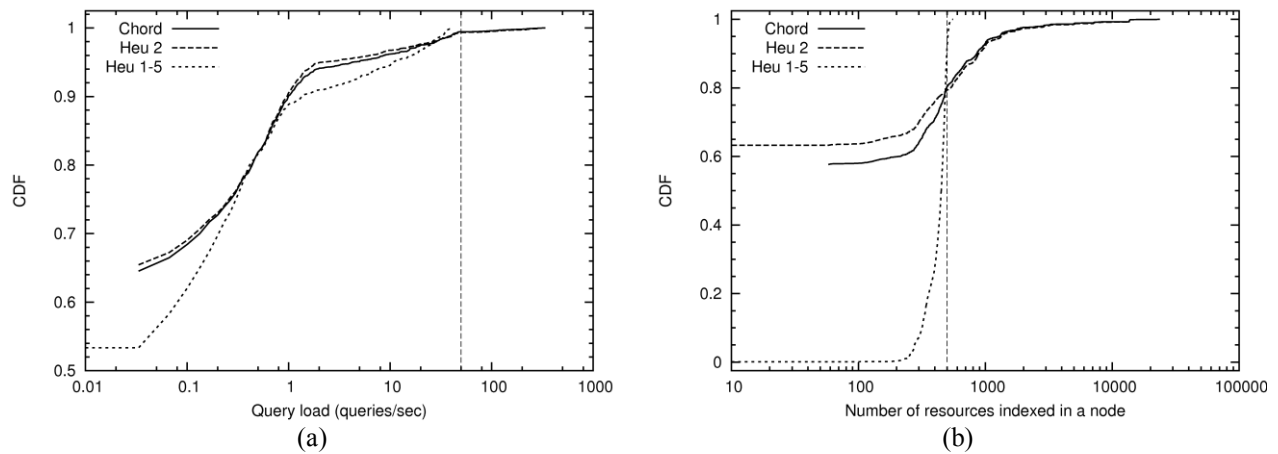 1
0.9
0.8
0.7
0.6
0.5
CDF
Chord
Heu 2
Heu 1-5
0.01 0.1 1 10 100 1000
Query load (queries/sec)
(a)
1
0.8
0.6
0.4
0.2
0
CDF
Chord
Heu 2
Heu 1-5
10 100 1000 10000 100000
Number of resources indexed in a node
(b)